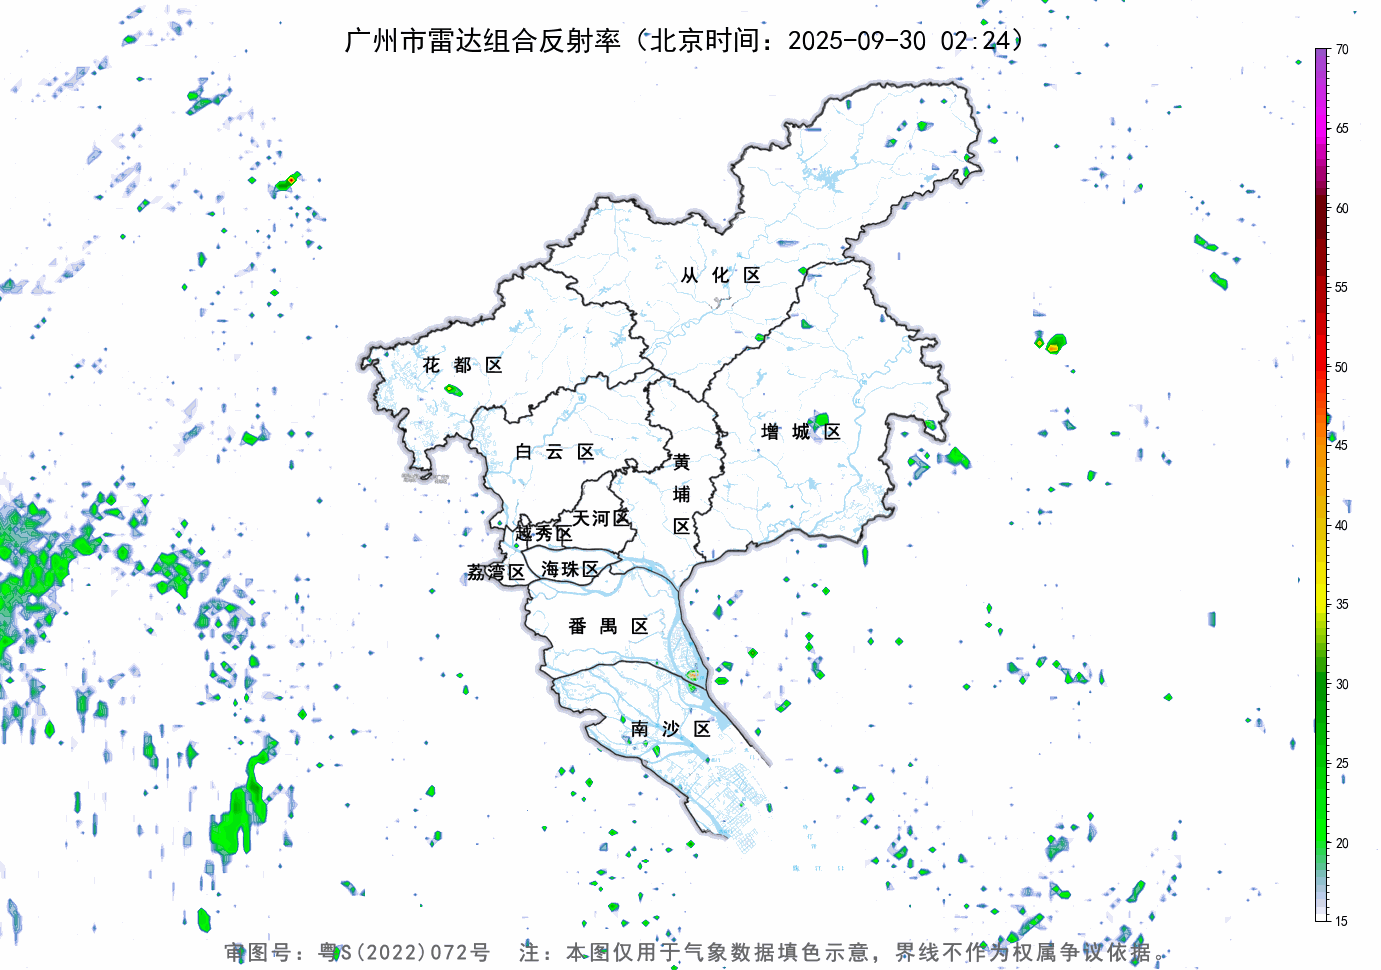 广州市雷达组合反射率（北京时间：2025-09-30 02:24）
70
65
60
55
50
45
40
35
30
25
20
15
从化区
花都区
增城区
白云区
黄埔区
天河区
越秀区
海珠区
荔湾区
番禺区
南沙区
审图号：粤S(2022)072号 注：本图仅用于气象数据填色示意，界线不作为权属争议依据。